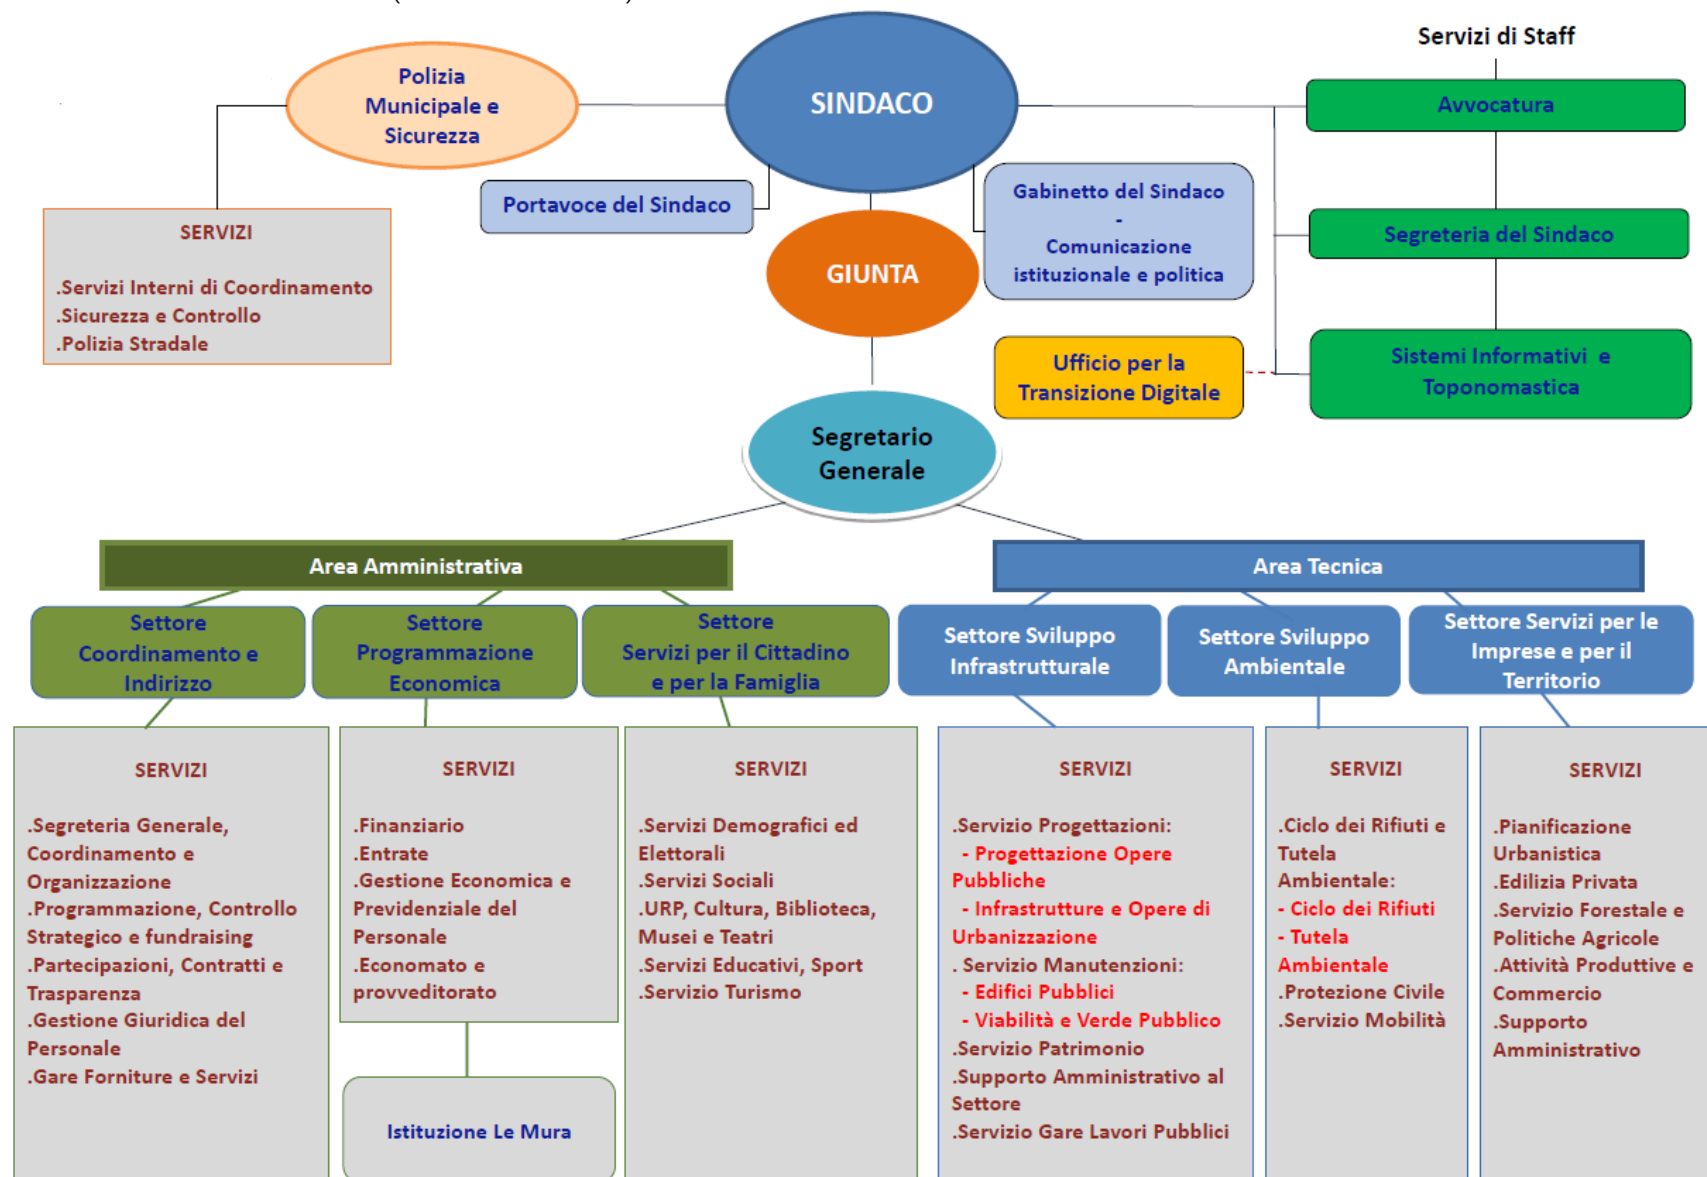 Servizi di Staff
Polizia
Municipale e
Sicurezza
SINDACO
Avvocatura
Portavoce del Sindaco
Gabinetto del Sindaco
-
Comunicazione
istituzionale e politica
Segreteria del Sindaco
SERVIZI
.Servizi Interni di Coordinamento
.Sicurezza e Controllo
.Polizia Stradale
GIUNTA
Ufficio per la
Transizione Digitale
Sistemi Informativi e
Toponomastica
Segretario
Generale
Area Amministrativa
Area Tecnica
Settore
Coordinamento e
Indirizzo
Settore
Programmazione
Economica
Settore
Servizi per il Cittadino
e per la Famiglia
Settore Sviluppo
Infrastrutturale
Settore Sviluppo
Ambientale
Settore Servizi per le
Imprese e per il
Territorio
SERVIZI
.Segreteria Generale,
Coordinamento e
Organizzazione
.Programmazione, Controllo
Strategico e fundraising
.Partecipazioni, Contratti e
Trasparenza
.Gestione Giuridica del
Personale
.Gare Forniture e Servizi
SERVIZI
.Finanziario
.Entrate
.Gestione Economica e
Previdenziale del
Personale
.Economato e
provveditorato
Istituzione Le Mura
SERVIZI
.Servizi Demografici ed
Elettorali
.Servizi Sociali
.URP, Cultura, Biblioteca,
Musei e Teatri
.Servizi Educativi, Sport
.Servizio Turismo
SERVIZI
.Servizio Progettazioni:
- Progettazione Opere
Pubbliche
- Infrastrutture e Opere di
Urbanizzazione
. Servizio Manutenzioni:
- Edifici Pubblici
- Viabilità e Verde Pubblico
.Servizio Patrimonio
.Supporto Amministrativo al
Settore
.Servizio Gare Lavori Pubblici
SERVIZI
.Ciclo dei Rifiuti e
Tutela
Ambientale:
- Ciclo dei Rifiuti
- Tutela
Ambientale
.Protezione Civile
.Servizio Mobilità
SERVIZI
.Pianificazione
Urbanistica
.Edilizia Privata
.Servizio Forestale e
Politiche Agricole
.Attività Produttive e
Commercio
.Supporto
Amministrativo